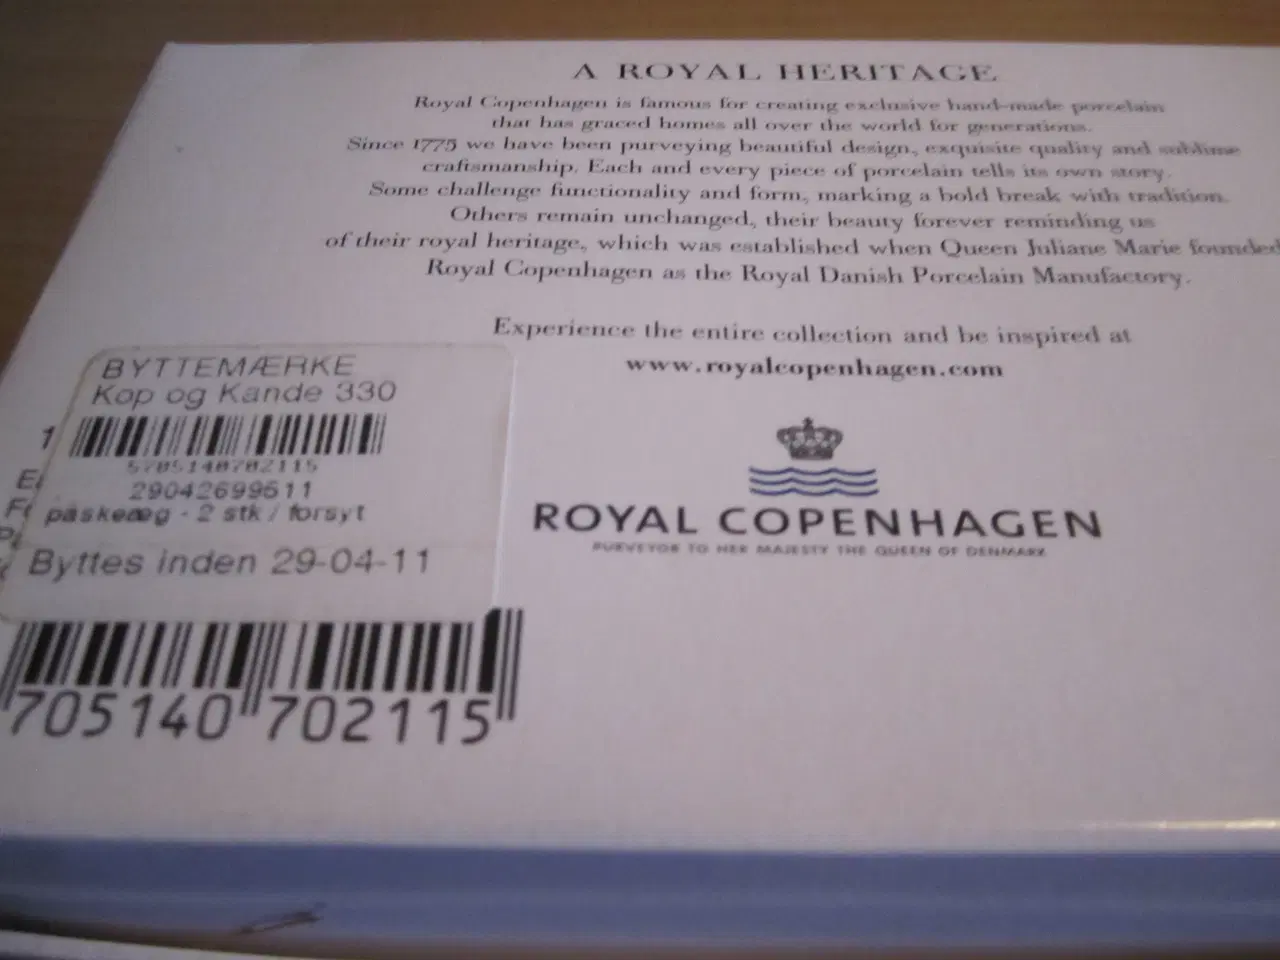 A ROYAL HERITAGE
Royal Copenhagen is famous for creating exclusive hand-made porcelain
that has graced homes all over the world for generations.
Since 1775 we have been purveying beautiful design, exquisite quality and sublime
craftsmanship. Each and every piece of porcelain tells its own story.
Some challenge functionality and form, marking a bold break with tradition.
Others remain unchanged, their beauty forever reminding us
of their royal heritage, which was established when Queen Juliane Marie founded
Royal Copenhagen as the Royal Danish Porcelain Manufactory.
Experience the entire collection and be inspired at
www.royalcopenhagen.com
BYTTEMÆRKE
Kop og Kande 330
5705140702115
29042699611
påskeæg - 2 stk / forsyt
Byttes inden 29-04-11
705140 702115
ROYAL COPENHAGEN
PURVEYOR TO HER MAJESTY THE QUEEN OF DENMARK